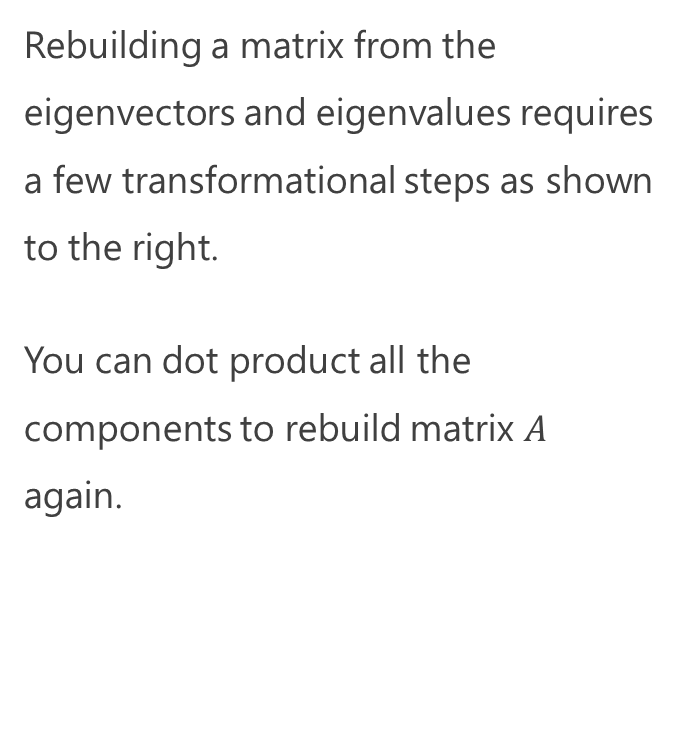 Rebuilding a matrix from the
eigenvectors and eigenvalues requires
a few transformational steps as shown
to the right.
You can dot product all the
components to rebuild matrix A
again.